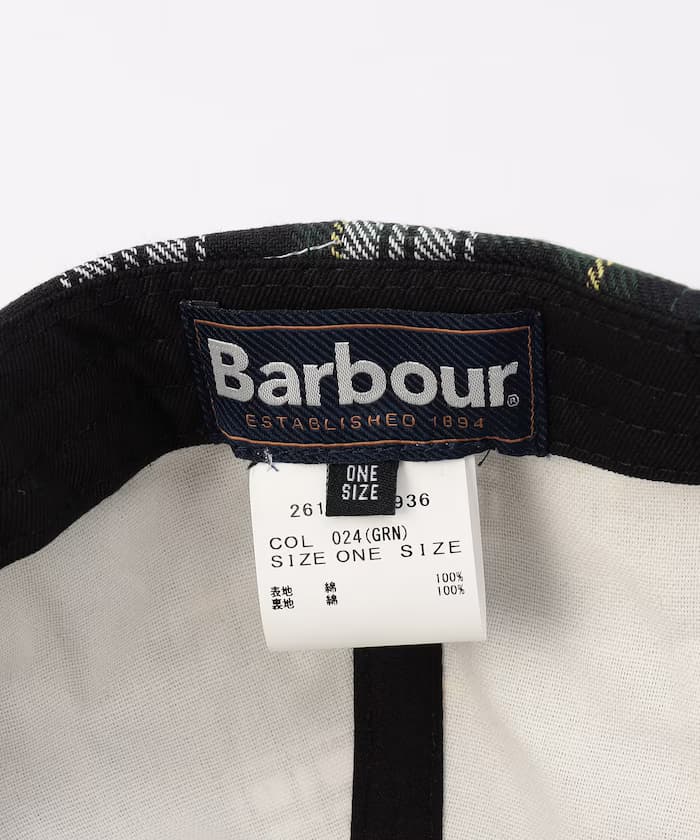 Barbour®
ESTABLISHED 1894
ONE
SIZE
COL 024(GRN)
SIZE ONE SIZE
表地 綿 100%
裏地 綿 100%